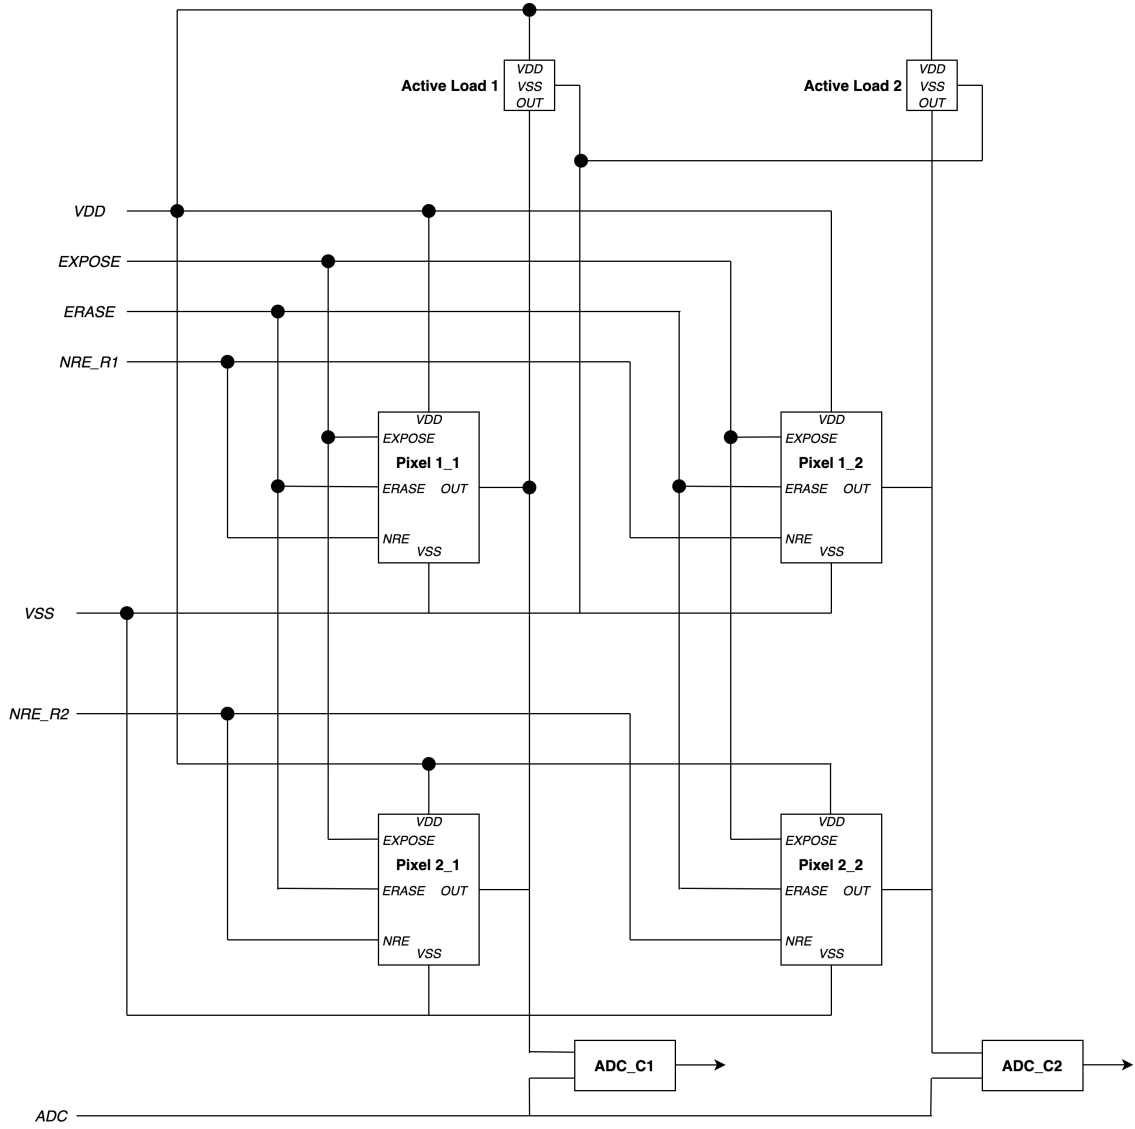 VDD
Active Load 1
VSS
OUT
VDD
Active Load 2
VSS
OUT
VDD
EXPOSE
ERASE
NRE_R1
VDD
EXPOSE
Pixel 1_1
ERASE OUT
NRE
VSS
VDD
EXPOSE
Pixel 1_2
ERASE OUT
NRE
VSS
VSS
NRE_R2
VDD
EXPOSE
Pixel 2_1
ERASE OUT
NRE
VSS
VDD
EXPOSE
Pixel 2_2
ERASE OUT
NRE
VSS
ADC_C1
ADC_C2
ADC